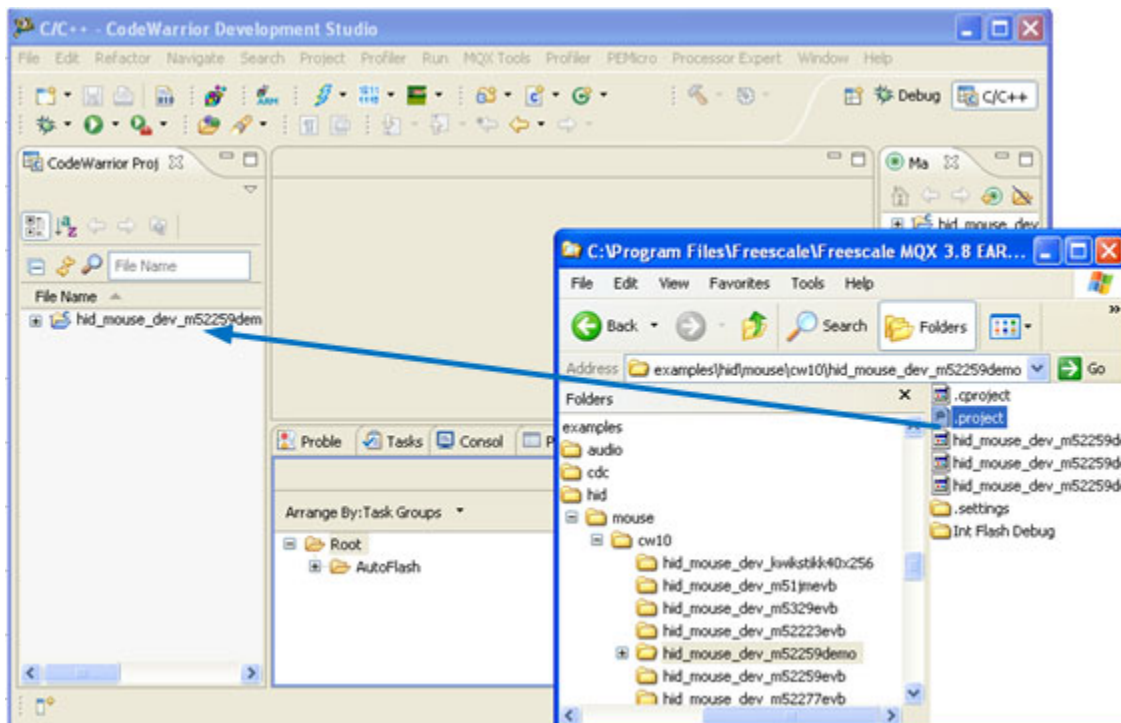 C/C++ - CodeWarrior Development Studio
File Edit Refactor Navigate Search Project Profiler Run MQX Tools Profiler PEMicro Processor Expert Window Help
Debug C/C++
CodeWarrior Proj
Ma
hid_mouse_dev
File Name
File Name
hid_mouse_dev_m52259dem
Proble Tasks Consol P
Arrange By:Task Groups
Root
AutoFlash
C:\Program Files\Freescale\Freescale MQX 3.8 EAR...
File Edit View Favorites Tools Help
Back Search Folders
Address examples\hid\mouse\cw10\hid_mouse_dev_m52259demo Go
Folders
examples
audio
cdc
hid
mouse
cw10
hid_mouse_dev_kwikstikk40x256
hid_mouse_dev_m51jmevb
hid_mouse_dev_m5329evb
hid_mouse_dev_m52223evb
hid_mouse_dev_m52259demo
hid_mouse_dev_m52259evb
hid_mouse_dev_m52277evb
.cproject
.project
hid_mouse_dev_m52259d
hid_mouse_dev_m52259d
hid_mouse_dev_m52259d
.settings
Int Flash Debug